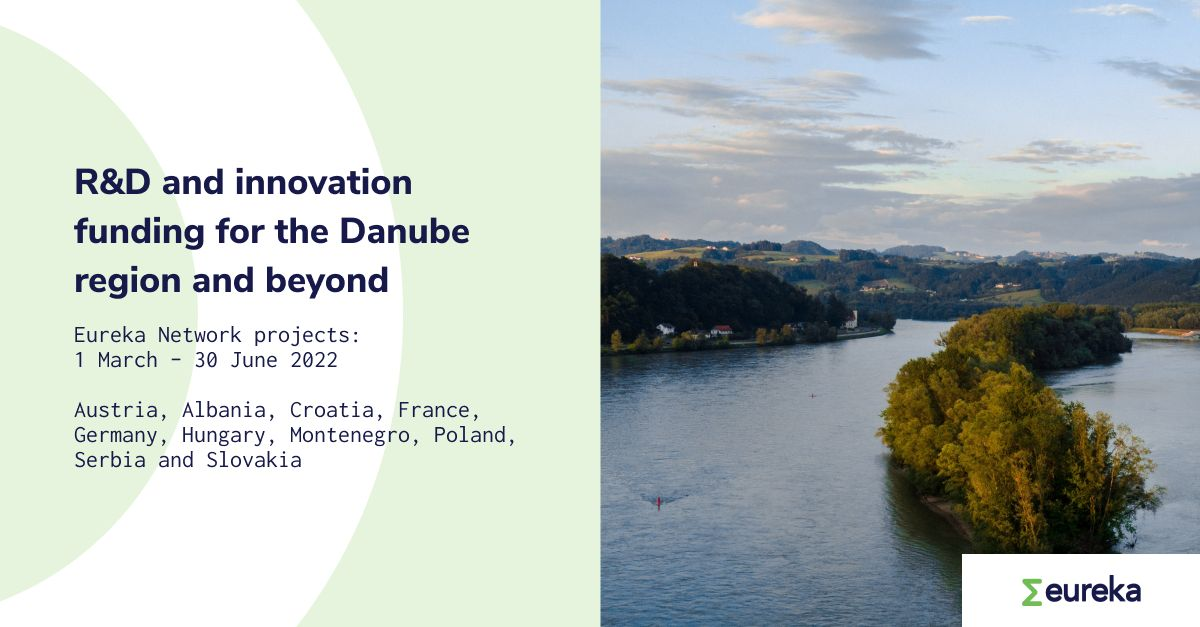 R&D and innovation
funding for the Danube
region and beyond
Eureka Network projects:
1 March – 30 June 2022
Austria, Albania, Croatia, France,
Germany, Hungary, Montenegro, Poland,
Serbia and Slovakia
eureka